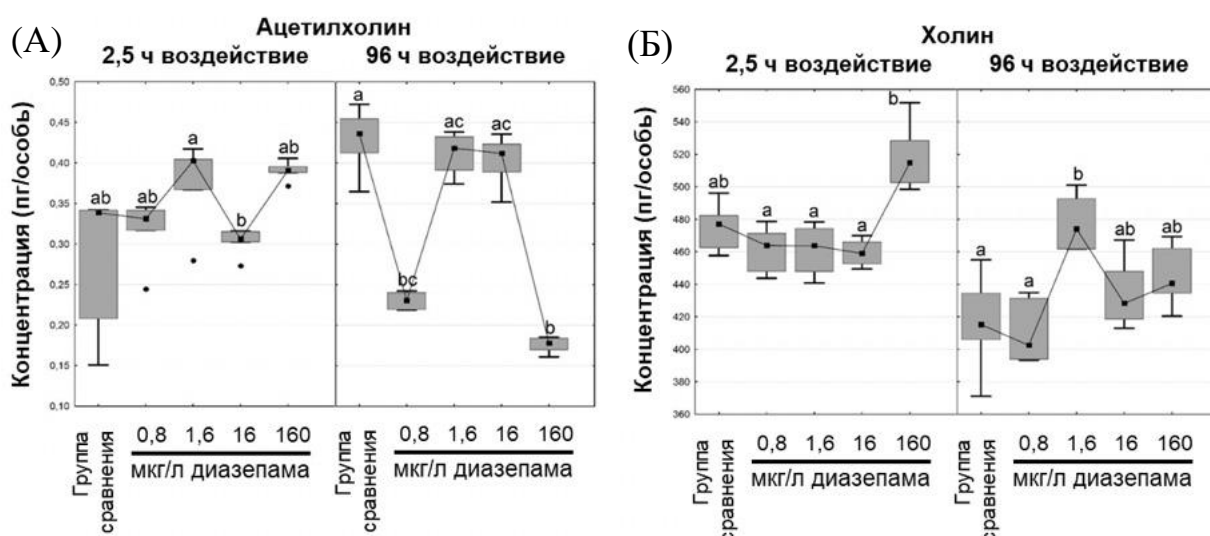 (А)
Ацетилхолин
2,5 ч воздействие 96 ч воздействие
Концентрация (пг/особь)
0,50
0,45
0,40
0,35
0,30
0,25
0,20
0,15
0,10
ab ab a b ab
a bc ac ac b
Группа сравнения
0,8 1,6 16 160
мкг/л диазепама
Группа сравнения
0,8 1,6 16 160
мкг/л диазепама
(Б)
Холин
2,5 ч воздействие 96 ч воздействие
Концентрация (пг/особь)
560
540
520
500
480
460
440
420
400
380
360
ab a a a b
a a b ab ab
Группа сравнения
0,8 1,6 16 160
мкг/л диазепама
Группа сравнения
0,8 1,6 16 160
мкг/л диазепама